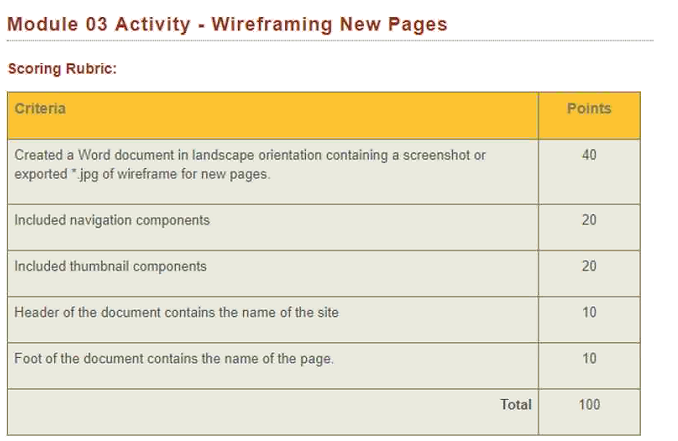 Module 03 Activity - Wireframing New Pages
Scoring Rubric:
Criteria Points
Created a Word document in landscape orientation containing a screenshot or 40
exported *.jpg of wireframe for new pages.
Included navigation components 20
Included thumbnail components 20
Header of the document contains the name of the site 10
Foot of the document contains the name of the page. 10
Total 100